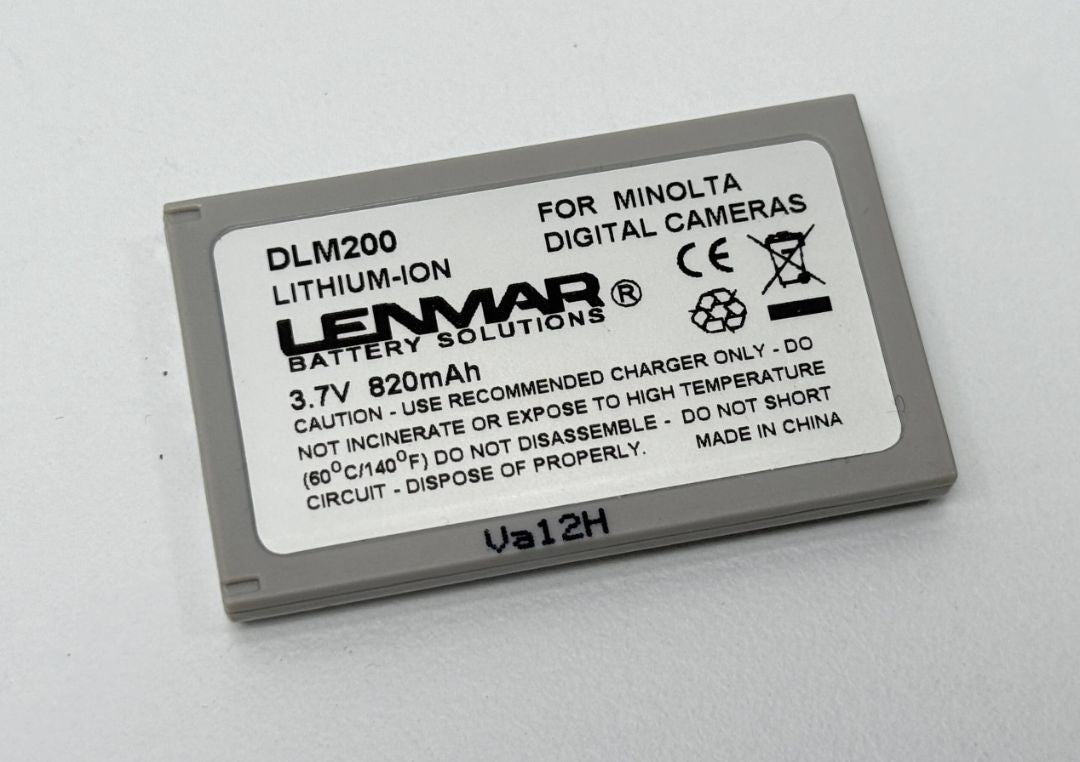 DLM200
LITHIUM-ION
FOR MINOLTA
DIGITAL CAMERAS
CE
LENMAR®
BATTERY SOLUTIONS
3.7V 820mAh
CAUTION - USE RECOMMENDED CHARGER ONLY - DO
NOT INCINERATE OR EXPOSE TO HIGH TEMPERATURE
(60⁰C/140⁰F) DO NOT DISASSEMBLE - DO NOT SHORT
CIRCUIT - DISPOSE OF PROPERLY.
MADE IN CHINA
Va12H